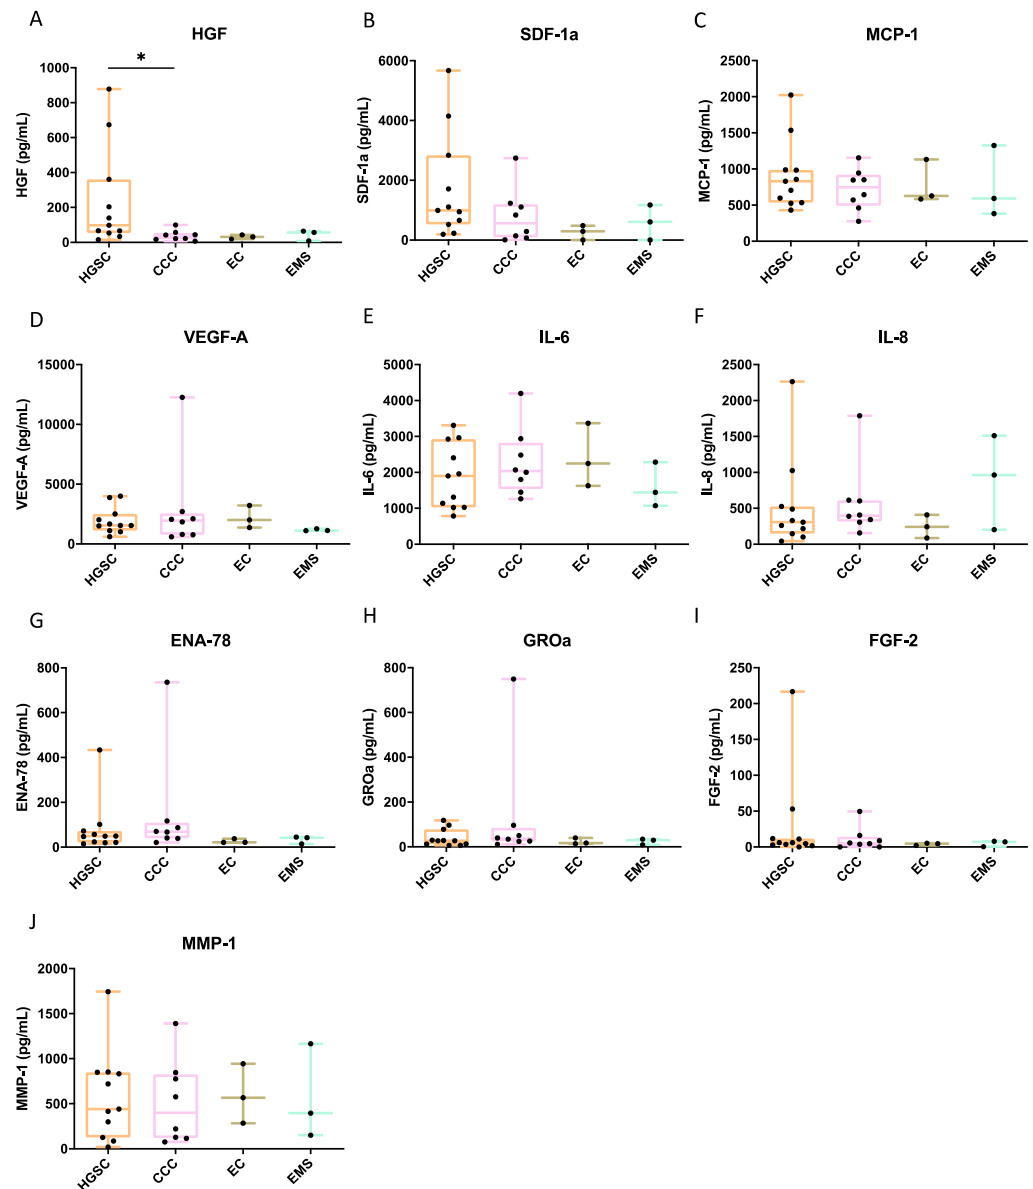 A
HGF
*
HGF (pg/mL)
1000
800
600
400
200
0
HGSC
CCC
EC
EMS
B
SDF-1a
SDF-1a (pg/mL)
6000
4000
2000
0
HGSC
CCC
EC
EMS
C
MCP-1
MCP-1 (pg/mL)
2500
2000
1500
1000
500
0
HGSC
CCC
EC
EMS
D
VEGF-A
VEGF-A (pg/mL)
15000
10000
5000
0
HGSC
CCC
EC
EMS
E
IL-6
IL-6 (pg/mL)
5000
4000
3000
2000
1000
0
HGSC
CCC
EC
EMS
F
IL-8
IL-8 (pg/mL)
2500
2000
1500
1000
500
0
HGSC
CCC
EC
EMS
G
ENA-78
ENA-78 (pg/mL)
800
600
400
200
0
HGSC
CCC
EC
EMS
H
GROa
GROa (pg/mL)
800
600
400
200
0
HGSC
CCC
EC
EMS
I
FGF-2
FGF-2 (pg/mL)
250
200
150
100
50
0
HGSC
CCC
EC
EMS
J
MMP-1
MMP-1 (pg/mL)
2000
1500
1000
500
0
HGSC
CCC
EC
EMS